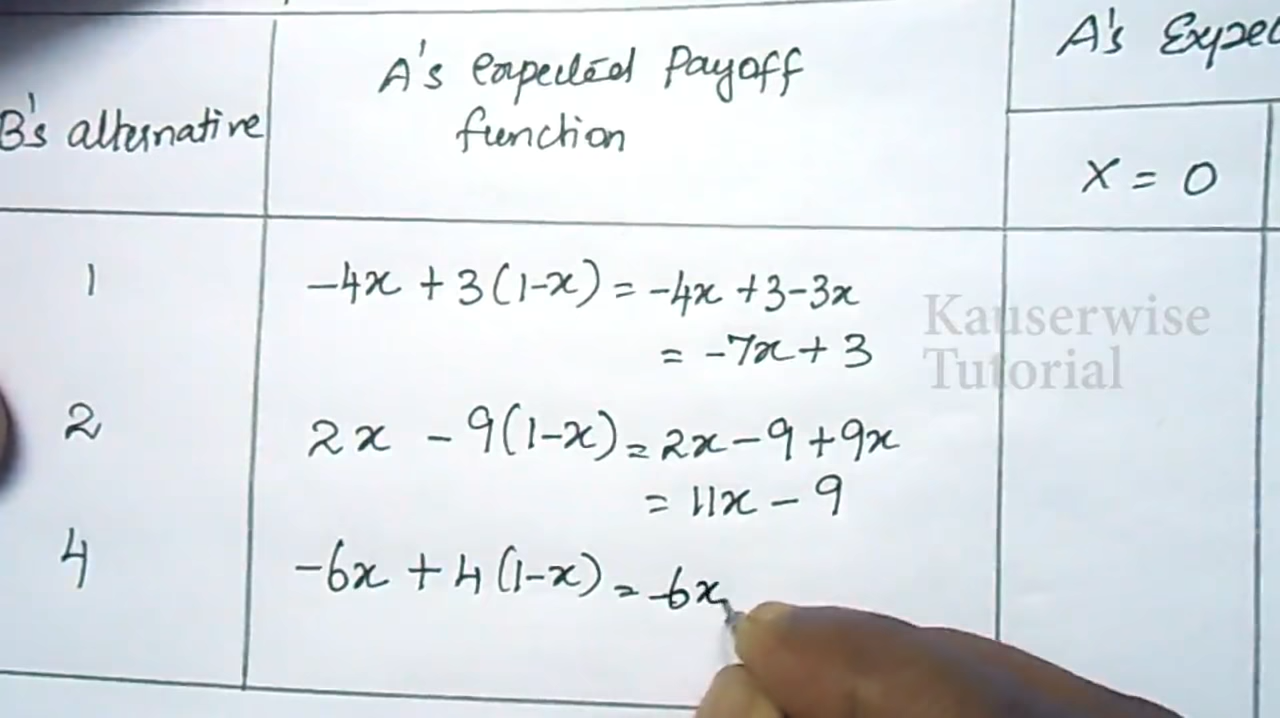 B's alternative
A's expected Payoff
function
A's Expec
X = 0
1
-4x + 3(1-x) = -4x +3-3x
= -7x + 3
2
2x - 9(1-x) = 2x - 9 + 9x
= 11x - 9
4
-6x + 4(1-x) = -6x
Kauserwise
Tutorial